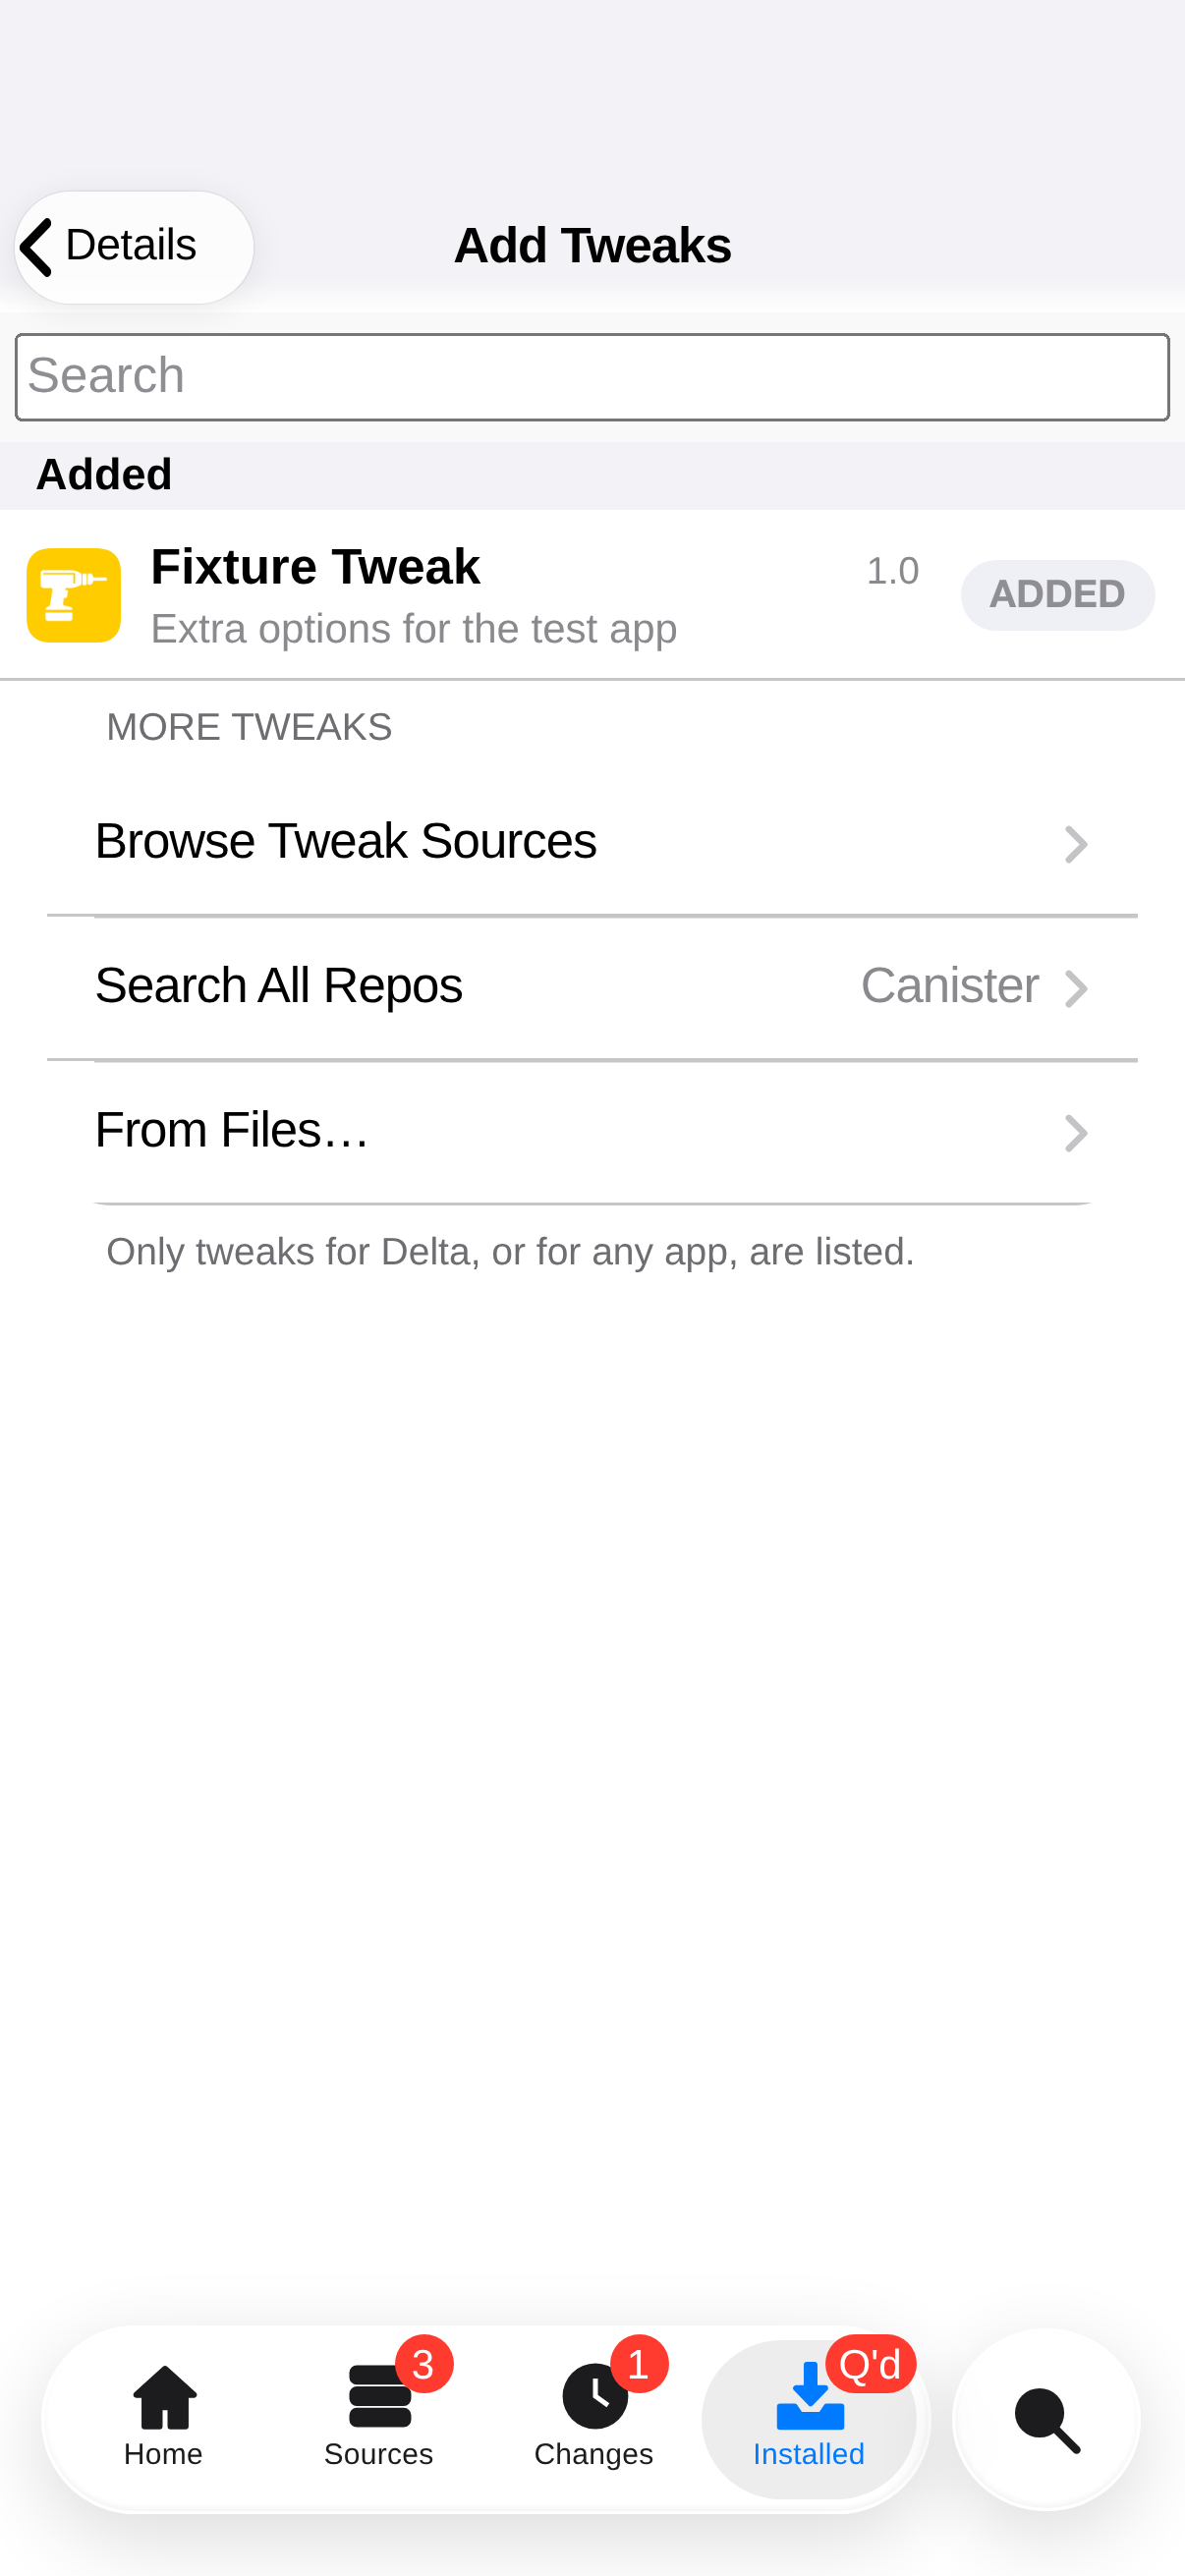 Details
Add Tweaks
Search
Added
Fixture Tweak
1.0
ADDED
Extra options for the test app
MORE TWEAKS
Browse Tweak Sources
Search All Repos
Canister
From Files…
Only tweaks for Delta, or for any app, are listed.
3
1
Q'd
Home
Sources
Changes
Installed